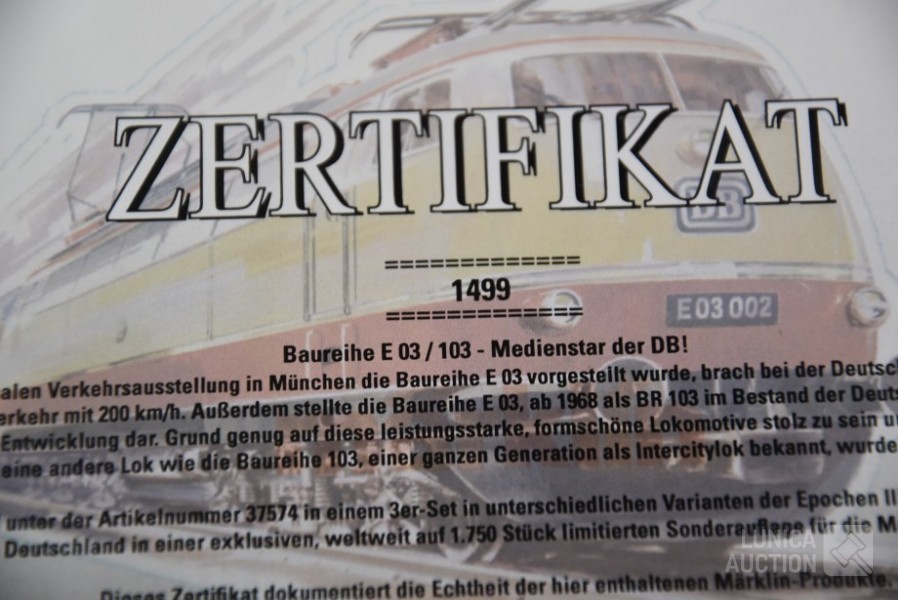 ZERTIFIKAT
DB
=============
1499
=============
E 03 002
Baureihe E 03 / 103 - Medienstar der DB!
alen Verkehrsausstellung in München die Baureihe E 03 vorgestellt wurde, brach bei der Deutsch
erkehr mit 200 km/h. Außerdem stellte die Baureihe E 03, ab 1968 als BR 103 im Bestand der Deuts
Entwicklung dar. Grund genug auf diese leistungsstarke, formschöne Lokomotive stolz zu sein u
eine andere Lok wie die Baureihe 103, einer ganzen Generation als Intercitylok bekannt, wurde
unter der Artikelnummer 37574 in einem 3er-Set in unterschiedlichen Varianten der Epochen II
Deutschland in einer exklusiven, weltweit auf 1.750 Stück limitierten Sonderauflage für die M
Dieses Zertifikat dokumentiert die Echtheit der hier enthaltenen Märklin-Produkte.
LUNICA
AUCTION